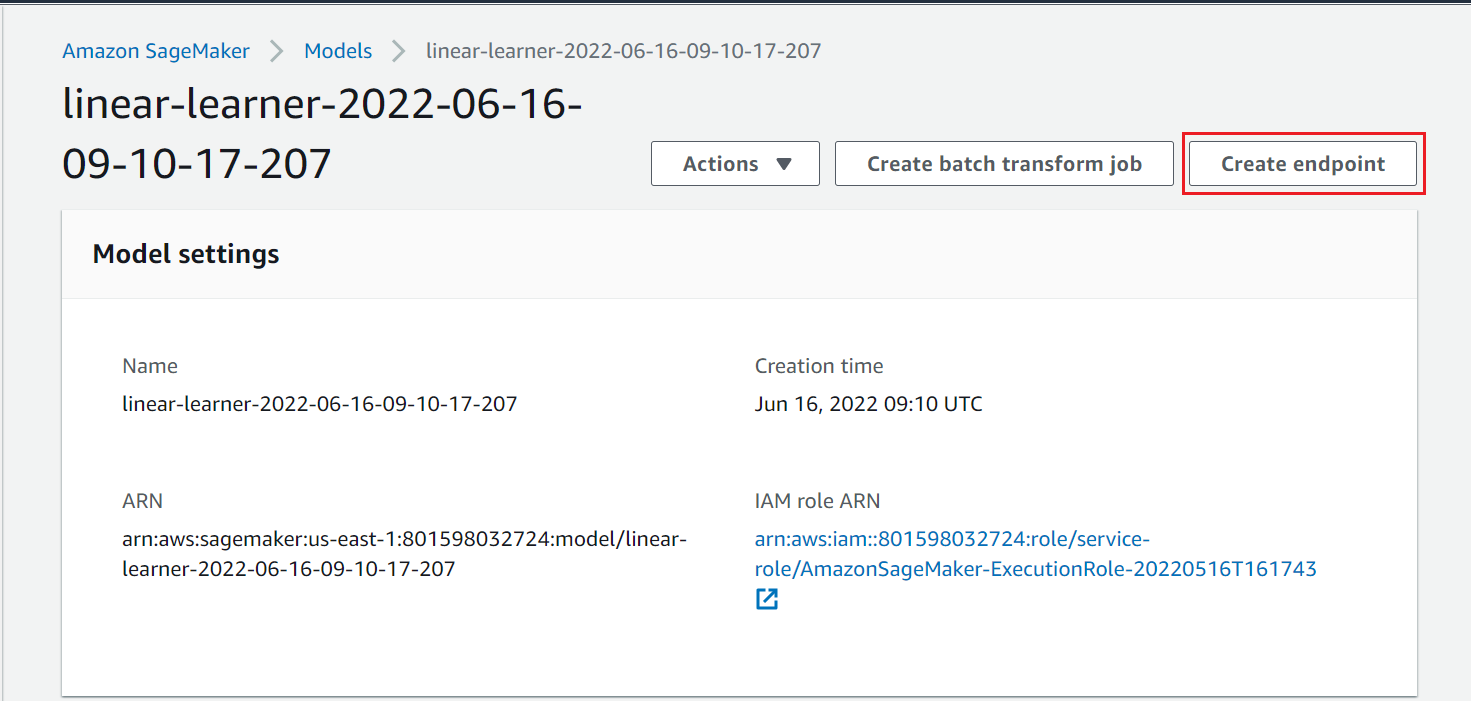 Amazon SageMaker > Models > linear-learner-2022-06-16-09-10-17-207
linear-learner-2022-06-16-
09-10-17-207
Actions ▼ Create batch transform job Create endpoint
Model settings
Name
linear-learner-2022-06-16-09-10-17-207
Creation time
Jun 16, 2022 09:10 UTC
ARN
arn:aws:sagemaker:us-east-1:801598032724:model/linear-
learner-2022-06-16-09-10-17-207
IAM role ARN
arn:aws:iam::801598032724:role/service-
role/AmazonSageMaker-ExecutionRole-20220516T161743